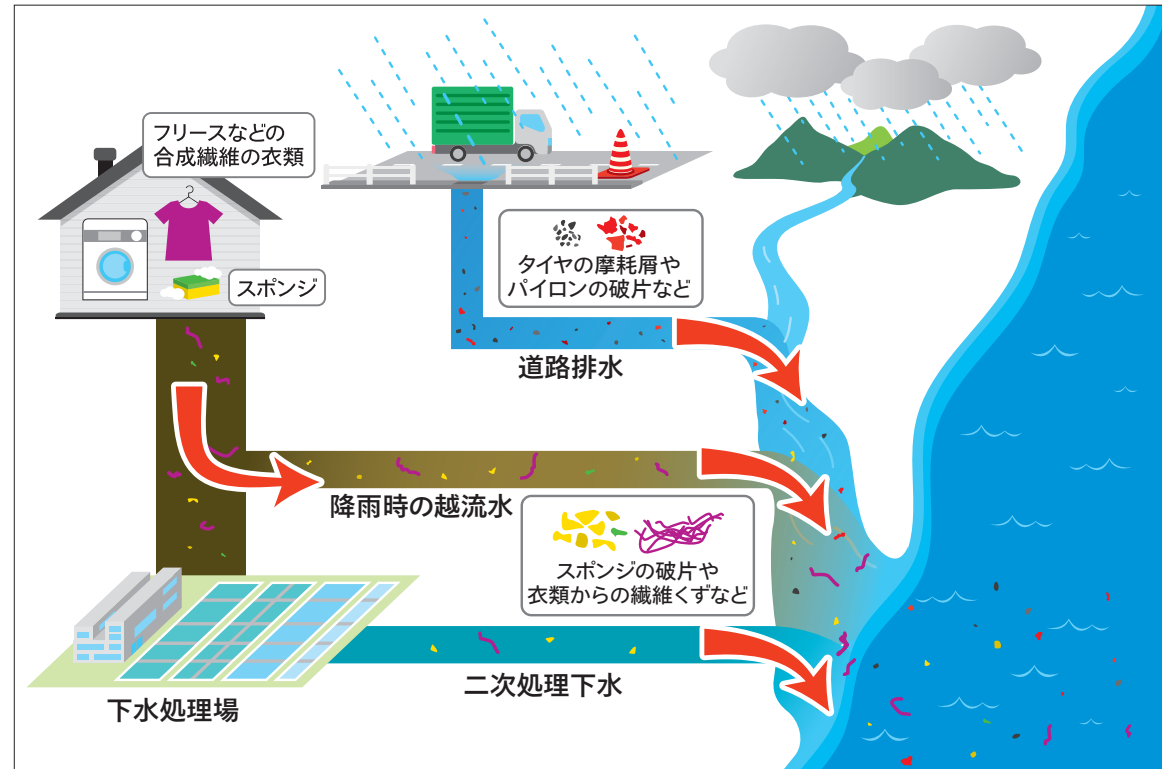 フリースなどの
合成繊維の衣類
スポンジ
タイヤの摩耗屑や
パイロンの破片など
道路排水
降雨時の越流水
スポンジの破片や
衣類からの繊維くずなど
二次処理下水
下水処理場